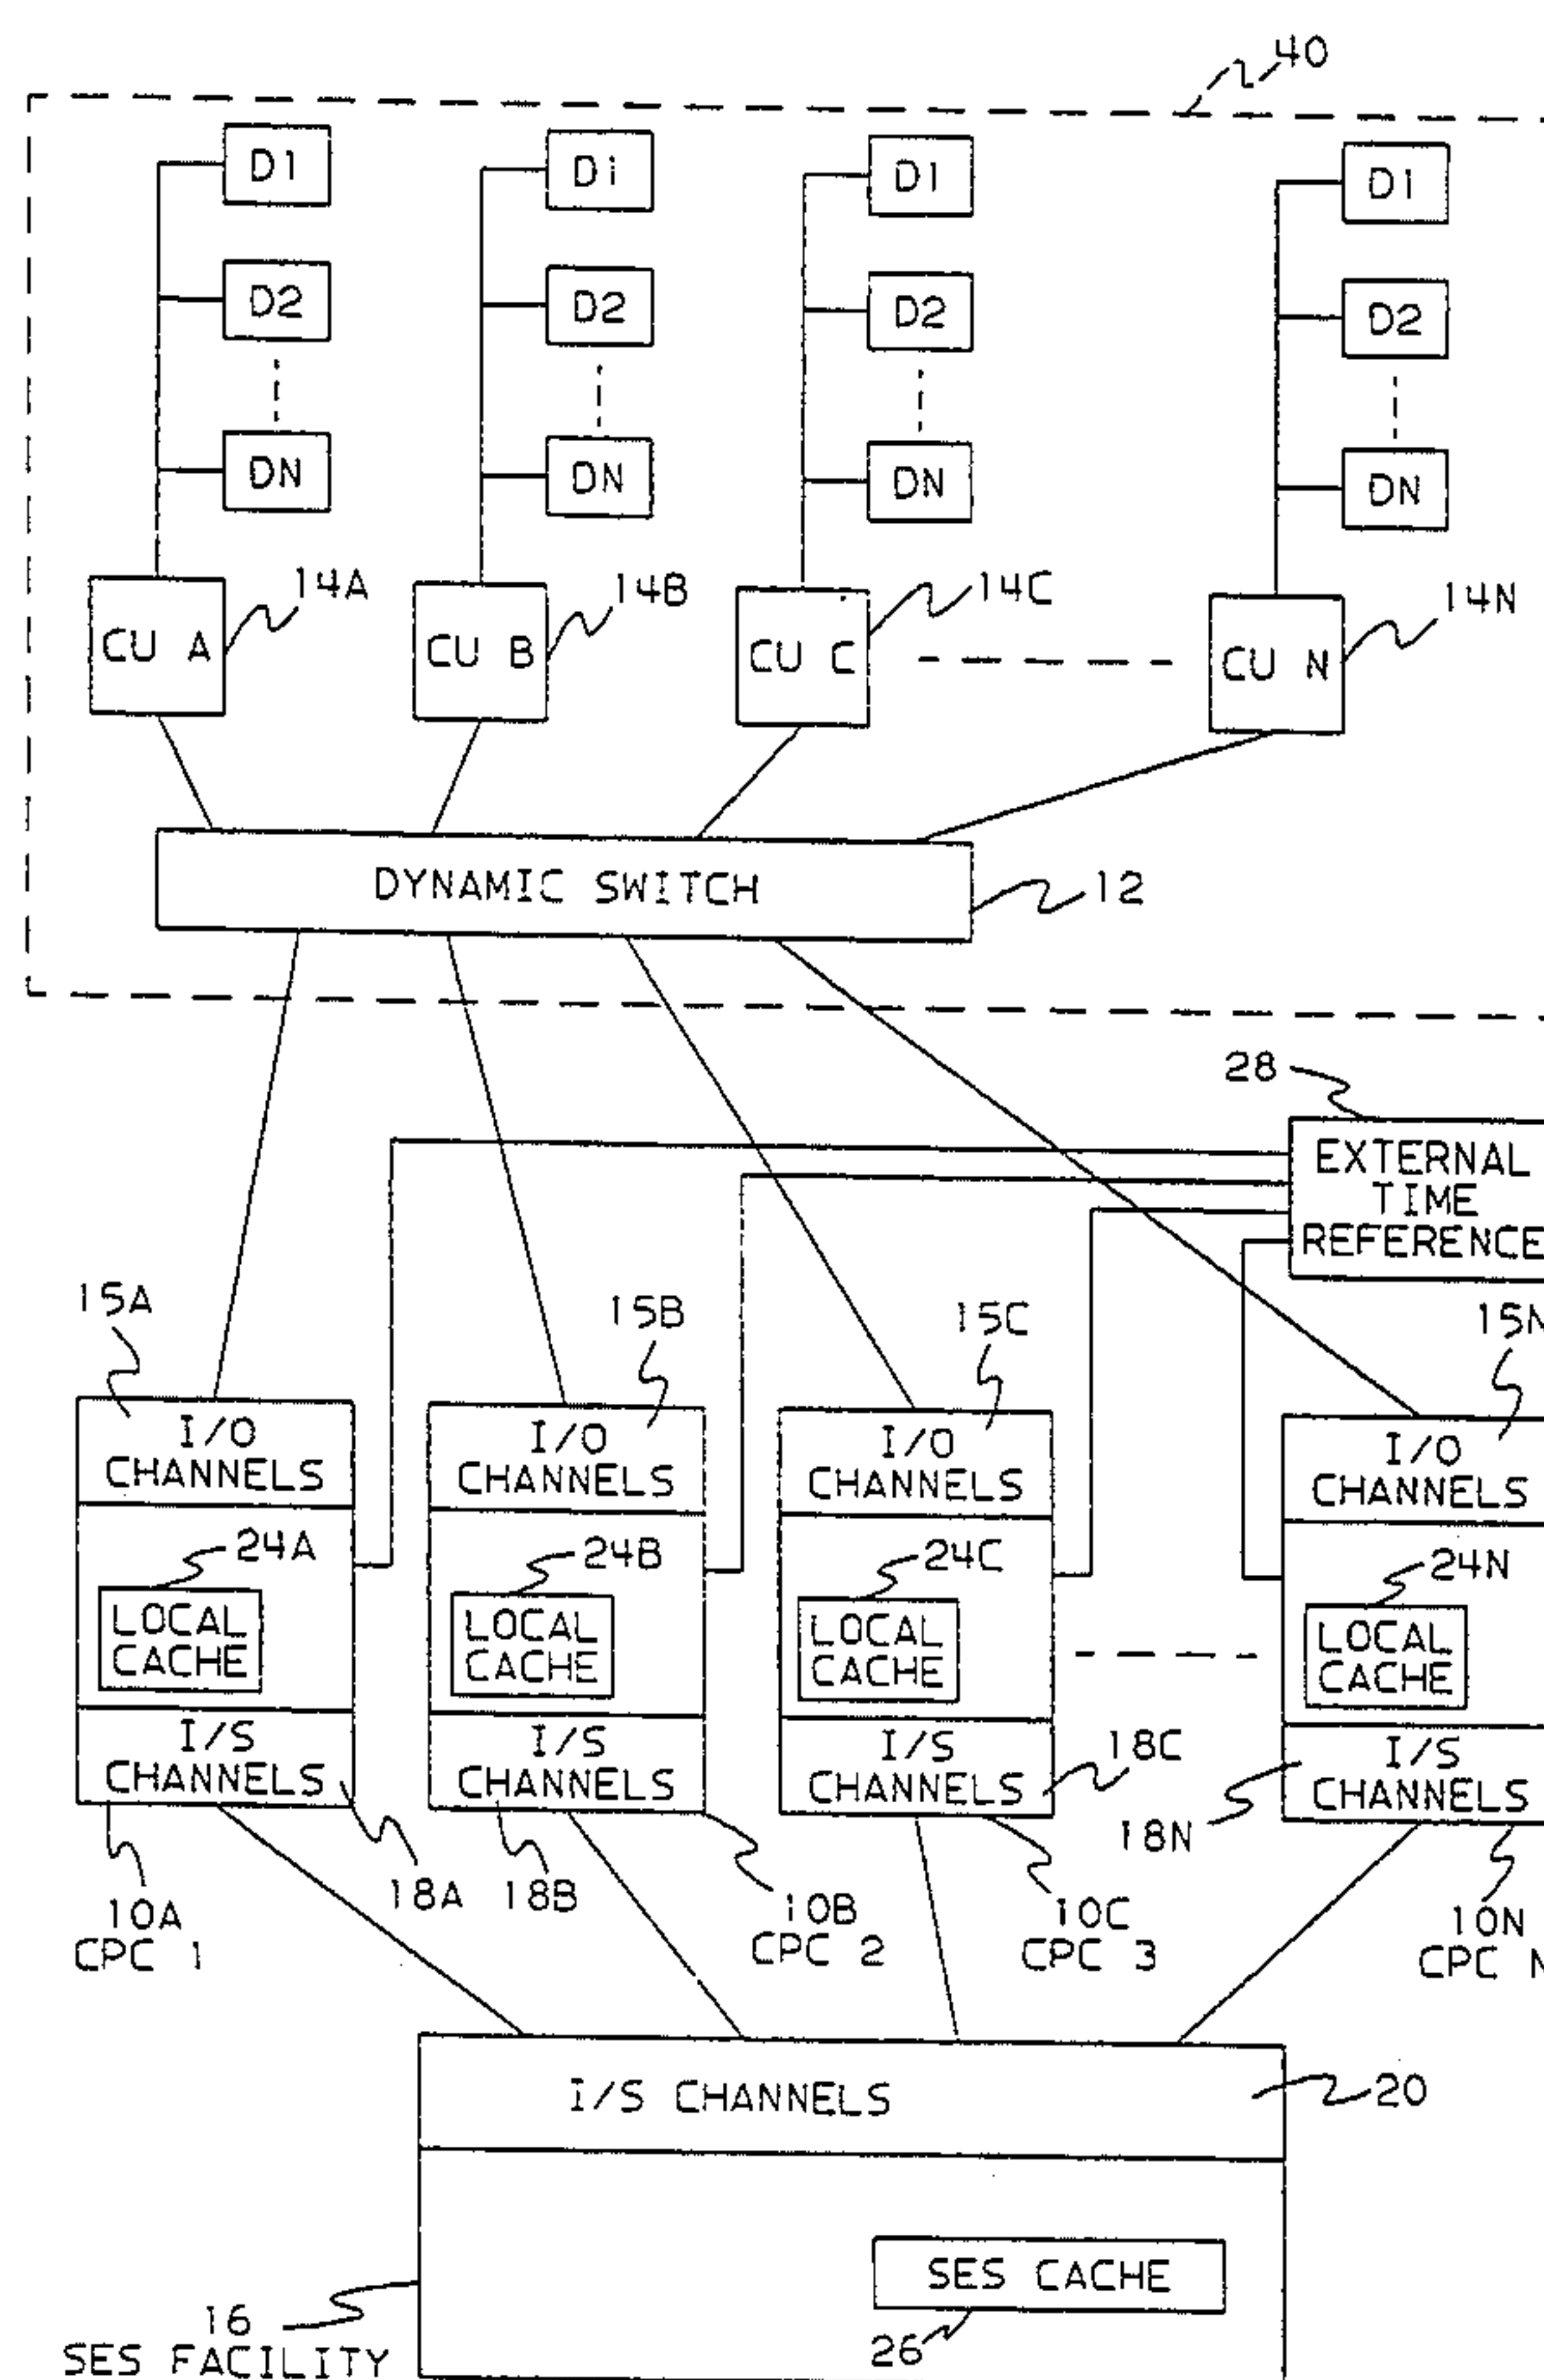 40
D1 Di D1 D1
D2 D2 D2 D2
DN DN DN DN
14A 14B 14C 14N
CU A CU B CU C CU N
DYNAMIC SWITCH 12
28
EXTERNAL
TIME
REFERENCE
15A 15B 15C 15N
I/O I/O I/O I/O
CHANNELS CHANNELS CHANNELS CHANNELS
24A 24B 24C 24N
LOCAL LOCAL LOCAL LOCAL
CACHE CACHE CACHE CACHE
I/S I/S I/S I/S
CHANNELS CHANNELS CHANNELS CHANNELS
18A 18B 18C 18N
10A 10B 10C 10N
CPC 1 CPC 2 CPC 3 CPC N
I/S CHANNELS 20
SES CACHE
26
16
SES FACILITY